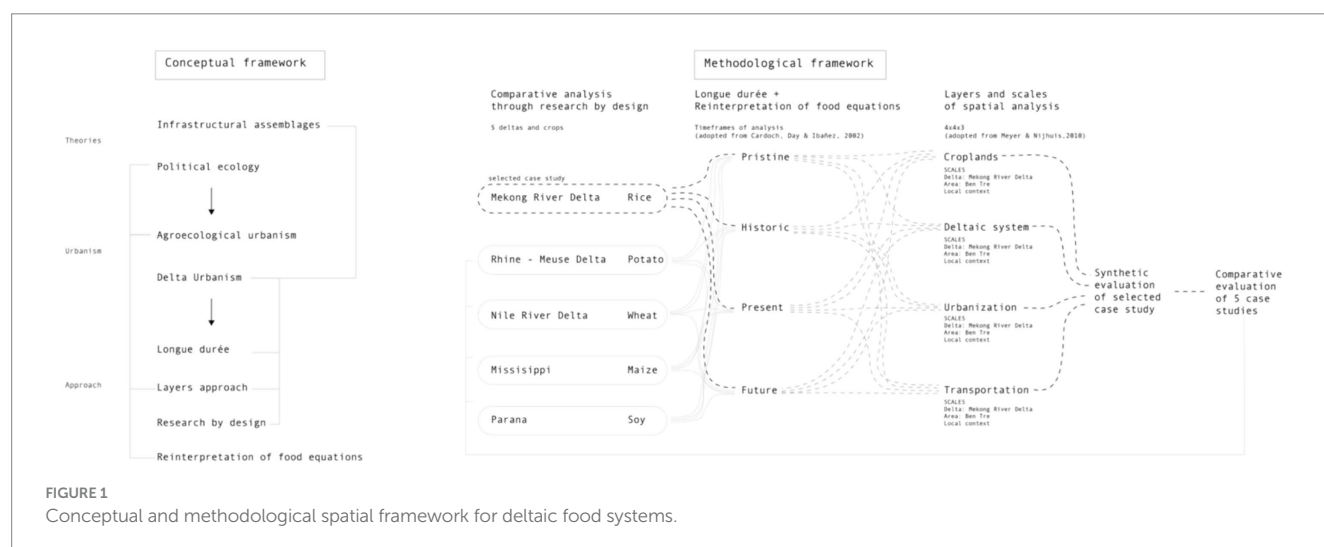 Conceptual framework
Theories
Infrastructural assemblages
Political ecology
Urbanism
Agroecological urbanism
Delta Urbanism
Longue durée
Approach
Layers approach
Research by design
Reinterpretation of food equations
Methodological framework
Comparative analysis
through research by design
5 deltas and crops
selected case study
Mekong River Delta Rice
Rhine - Meuse Delta Potato
Nile River Delta Wheat
Missisippi Maize
Parana Soy
Longue durée +
Reinterpretation of food equations
Timeframes of analysis
(adopted from Cardoch, Day & Ibañez, 2002)
Pristine
Historic
Present
Future
Layers and scales
of spatial analysis
4x4x3
(adopted from Meyer & Nijhuis,2010)
Croplands
SCALES
Delta: Mekong River Delta
Area: Ben Tre
Local context
Deltaic system
SCALES
Delta: Mekong River Delta
Area: Ben Tre
Local context
Urbanization
SCALES
Delta: Mekong River Delta
Area: Ben Tre
Local context
Transportation
SCALES
Delta: Mekong River Delta
Area: Ben Tre
Local context
Synthetic
evaluation
of selected
case study
Comparative
evaluation
of 5 case
studies
FIGURE 1
Conceptual and methodological spatial framework for deltaic food systems.